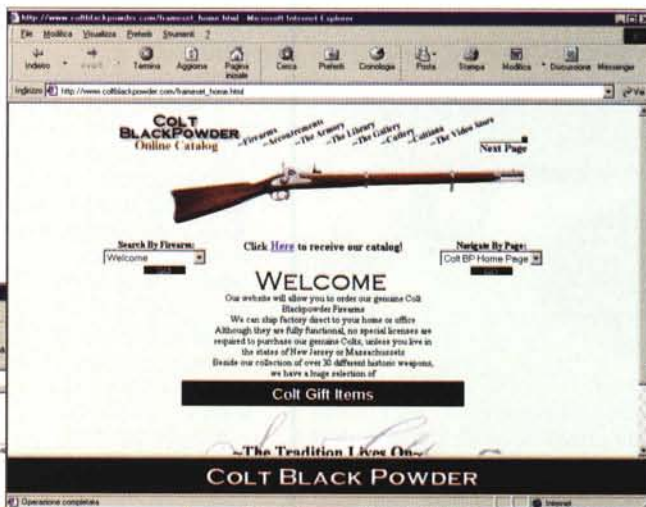 http://www.coltblackpowder.com/frameset_home.html - Microsoft Internet Explorer
File Modifica Visualizza Preferiti Strumenti ?
Indietro Avanti Termina Aggiorna Pagina iniziale Cerca Preferiti Cronologia Posta Stampa Modifica Discussione Messenger
Indirizzo http://www.coltblackpowder.com/frameset_home.html Vai
COLT
BLACKPOWDER
Online Catalog
~Firearms
~Accoutrements
~The Armory
~The Library
~The Gallery
~Cutlery
~Coltiana
~The Video Store
Next Page
Search By Firearm:
Welcome
Click Here to receive our catalog!
Navigate By Page:
Colt BP Home Page
WELCOME
Our website will allow you to order our genuine Colt
Blackpowder Firearms
We can ship factory direct to your home or office
Although they are fully functional, no special licenses are
required to purchase our genuine Colts, unless you live in
the states of New Jersey or Massachussets
Beside our collection of over 30 different historic weapons,
we have a huge selection of
Colt Gift Items
~The Tradition Lives On~
COLT BLACK POWDER
Operazione completata
Internet